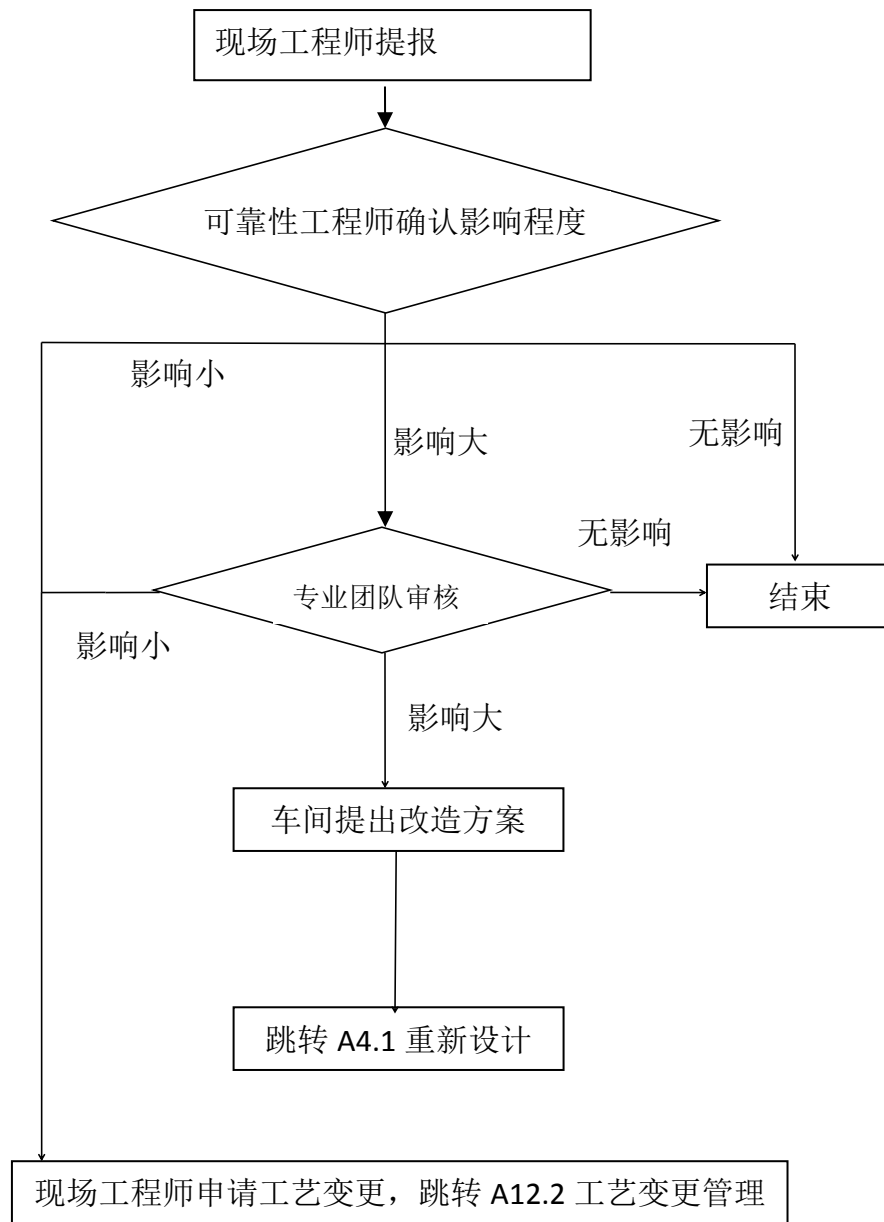 现场工程师提报
可靠性工程师确认影响程度
影响小
影响大
无影响
无影响
专业团队审核
结束
影响小
影响大
车间提出改造方案
跳转 A4.1 重新设计
现场工程师申请工艺变更，跳转 A12.2 工艺变更管理